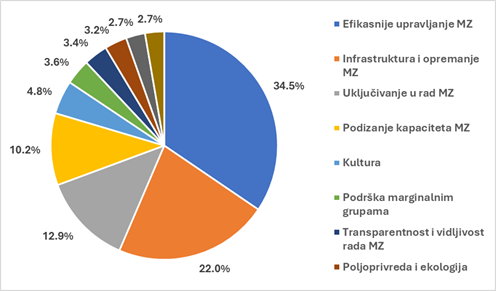 2.7%
2.7%
3.2%
3.4%
3.6%
4.8%
10.2%
12.9%
22.0%
34.5%
Efikasnije upravljanje MZ
Infrastruktura i opremanje
MZ
Uključivanje u rad MZ
Podizanje kapaciteta MZ
Kultura
Podrška marginalnim
grupama
Transparentnost i vidljivost
rada MZ
Poljoprivreda i ekologija